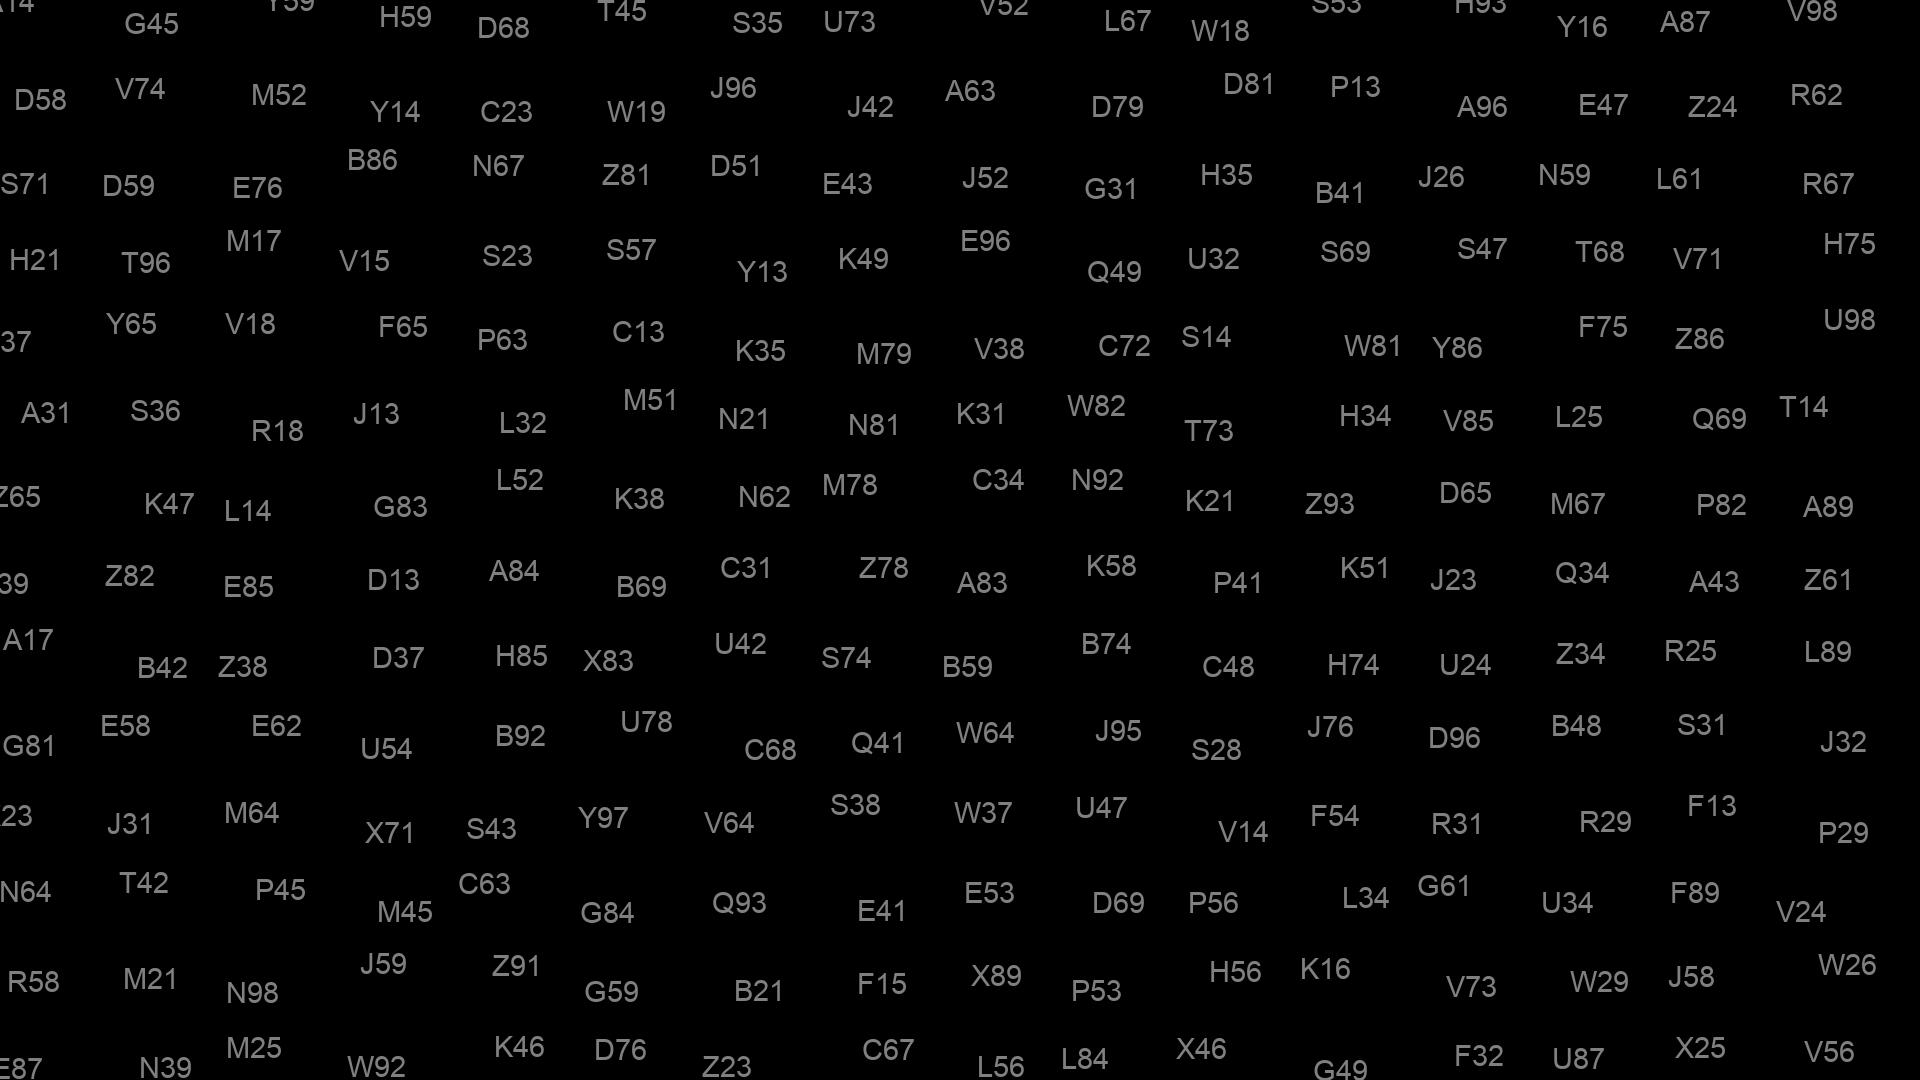 G45 Y59 H59 D68 T45 S35 U73 V52 L67 W18 S53 H93 Y16 A87 V98
D58 V74 M52 Y14 C23 W19 J96 J42 A63 D79 D81 P13 A96 E47 Z24 R62
S71 D59 E76 B86 N67 Z81 D51 E43 J52 G31 H35 B41 J26 N59 L61 R67
H21 T96 M17 V15 S23 S57 Y13 K49 E96 Q49 U32 S69 S47 T68 V71 H75
37 Y65 V18 F65 P63 C13 K35 M79 V38 C72 S14 W81 Y86 F75 Z86 U98
A31 S36 R18 J13 L32 M51 N21 N81 K31 W82 T73 H34 V85 L25 Q69 T14
Z65 K47 L14 G83 L52 K38 N62 M78 C34 N92 K21 Z93 D65 M67 P82 A89
39 Z82 E85 D13 A84 B69 C31 Z78 A83 K58 P41 K51 J23 Q34 A43 Z61
A17 B42 Z38 D37 H85 X83 U42 S74 B59 B74 C48 H74 U24 Z34 R25 L89
G81 E58 E62 U54 B92 U78 C68 Q41 W64 J95 S28 J76 D96 B48 S31 J32
23 J31 M64 X71 S43 Y97 V64 S38 W37 U47 V14 F54 R31 R29 F13 P29
N64 T42 P45 M45 C63 G84 Q93 E41 E53 D69 P56 L34 G61 U34 F89 V24
R58 M21 N98 J59 Z91 G59 B21 F15 X89 P53 H56 K16 V73 W29 J58 W26
E87 N39 M25 W92 K46 D76 Z23 C67 L56 L84 X46 G49 F32 U87 X25 V56